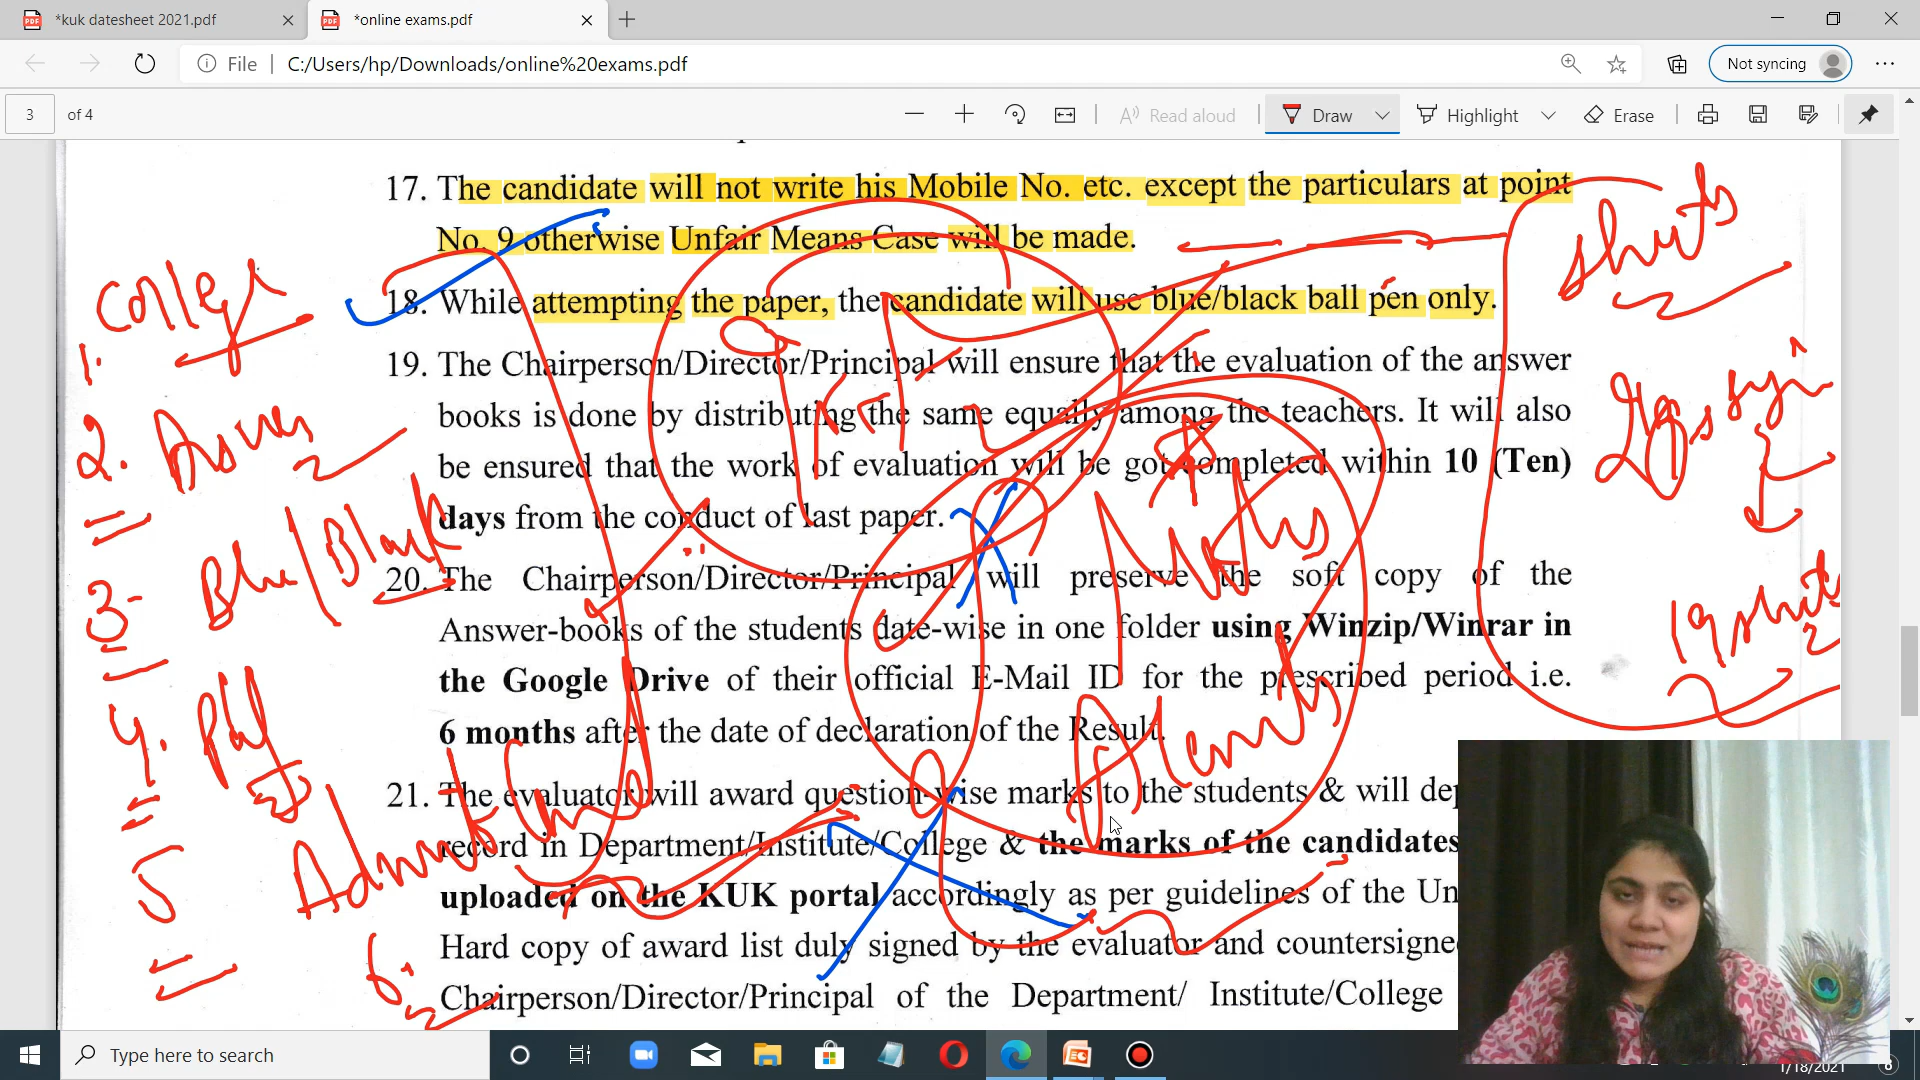 *kuk datesheet 2021.pdf
*online exams.pdf
File
C:/Users/hp/Downloads/online%20exams.pdf
Not syncing
3 of 4
Read aloud
Draw
Highlight
Erase
17. The candidate will not write his Mobile No. etc. except the particulars at point
No. 9 otherwise Unfair Means Case will be made.
18. While attempting the paper, the candidate will use blue/black ball pen only.
19. The Chairperson/Director/Principal will ensure that the evaluation of the answer
books is done by distributing the same equally among the teachers. It will also
be ensured that the work of evaluation will be got completed within 10 (Ten)
days from the conduct of last paper.
20. The Chairperson/Director/Principal will preserve the soft copy of the
Answer-books of the students date-wise in one folder using Winzip/Winrar in
the Google Drive of their official E-Mail ID for the prescribed period i.e.
6 months after the date of declaration of the Result.
21. The evaluator will award question-wise marks to the students & will
record in Department/Institute/College & the marks of the candidates
uploaded on the KUK portal accordingly as per guidelines of the
Hard copy of award list duly signed by the evaluator and
Chairperson/Director/Principal of the Department/ Institute/College
1. College
2.
3- Blue/Black
4. Pdf
5
6.
Maths
Type here to search
1/18/2021